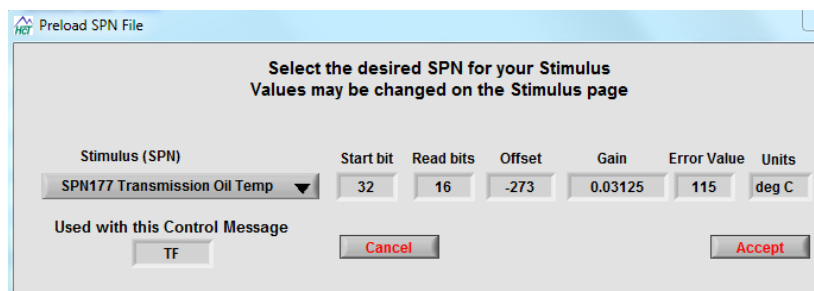 HCT Preload SPN File
Select the desired SPN for your Stimulus
Values may be changed on the Stimulus page
Stimulus (SPN) Start bit Read bits Offset Gain Error Value Units
SPN177 Transmission Oil Temp 32 16 -273 0.03125 115 deg C
Used with this Control Message
TF Cancel Accept